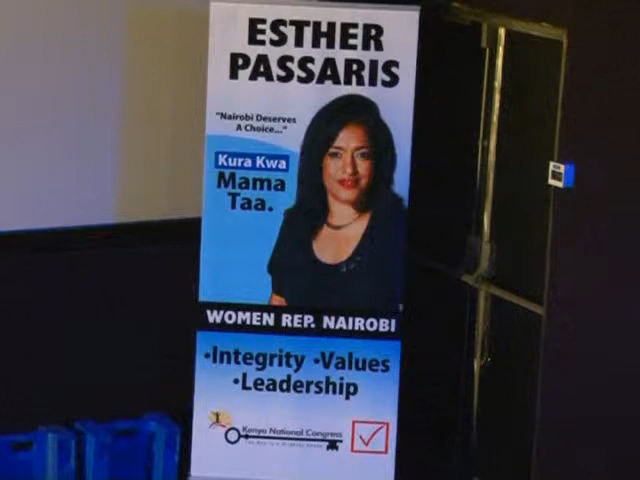 ESTHER
PASSARIS
"Nairobi Deserves
A Choice..."
Kura Kwa
Mama
Taa.
WOMEN REP. NAIROBI
•Integrity •Values
•Leadership
Kenya National Congress